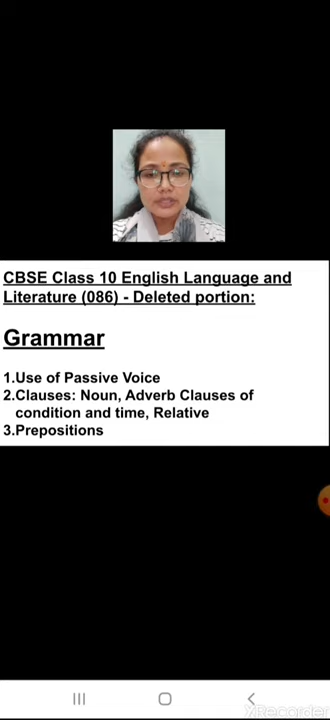 CBSE Class 10 English Language and
Literature (086) - Deleted portion:
Grammar
1.Use of Passive Voice
2.Clauses: Noun, Adverb Clauses of
condition and time, Relative
3.Prepositions
XRecorder